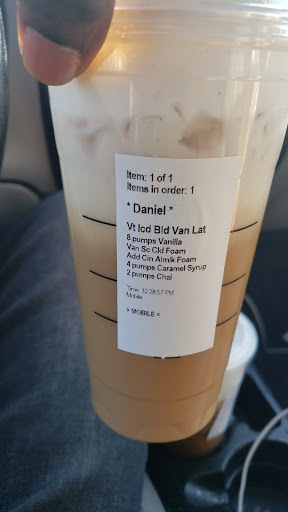 Item: 1 of 1
Items in order: 1
* Daniel *
Vt Icd Bld Van Lat
8 pumps Vanilla
Van Sc Cld Foam
Add Cin Almlk Foam
4 pumps Caramel Syrup
2 pumps Chai
Time: 12:28:57 PM
Mobile
> MOBILE <